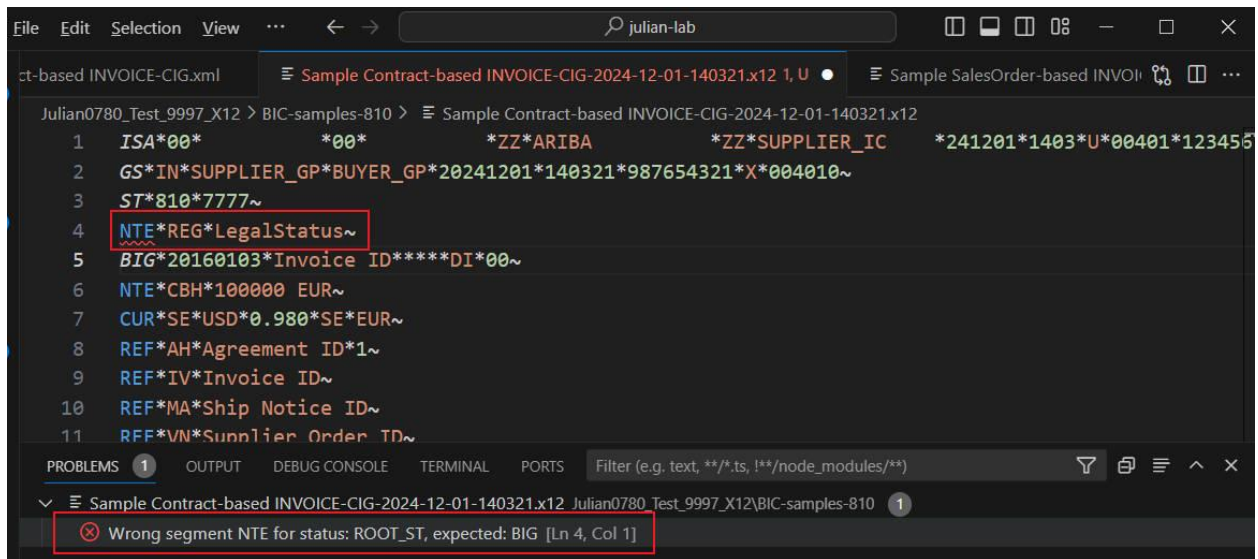 File Edit Selection View ··· ← → julian-lab
ct-based INVOICE-CIG.xml Sample Contract-based INVOICE-CIG-2024-12-01-140321.x12 1, U ● Sample SalesOrder-based INVOI ···
Julian0780_Test_9997_X12 > BIC-samples-810 > Sample Contract-based INVOICE-CIG-2024-12-01-140321.x12
1 ISA*00*          *00*          *ZZ*ARIBA          *ZZ*SUPPLIER_IC    *241201*1403*U*00401*123456
2 GS*IN*SUPPLIER_GP*BUYER_GP*20241201*140321*987654321*X*004010~
3 ST*810*7777~
4 NTE*REG*LegalStatus~
5 BIG*20160103*Invoice ID*****DI*00~
6 NTE*CBH*100000 EUR~
7 CUR*SE*USD*0.980*SE*EUR~
8 REF*AH*Agreement ID*1~
9 REF*IV*Invoice ID~
10 REF*MA*Ship Notice ID~
11 REF*VN*Supplier Order ID~
PROBLEMS 1 OUTPUT DEBUG CONSOLE TERMINAL PORTS Filter (e.g. text, **/*.ts, !**/node_modules/**)
Sample Contract-based INVOICE-CIG-2024-12-01-140321.x12 Julian0780_Test_9997_X12\BIC-samples-810 1
Wrong segment NTE for status: ROOT_ST, expected: BIG [Ln 4, Col 1]